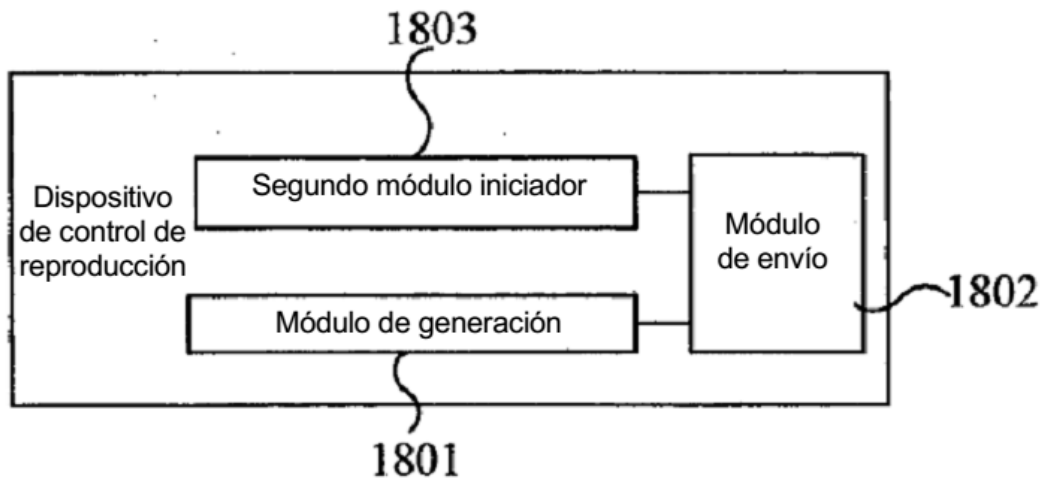 1803
Segundo módulo iniciador
Dispositivo
de control de
reproducción
Módulo
de envío
1802
Módulo de generación
1801